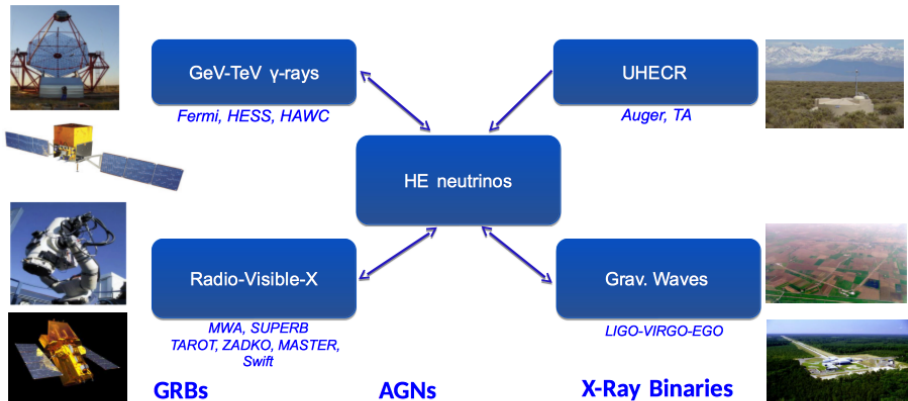 GeV-TeV γ-rays
UHECR
Fermi, HESS, HAWC
Auger, TA
HE neutrinos
Radio-Visible-X
Grav. Waves
MWA, SUPERB
TAROT, ZADKO, MASTER,
Swift
LIGO-VIRGO-EGO
GRBs
AGNs
X-Ray Binaries